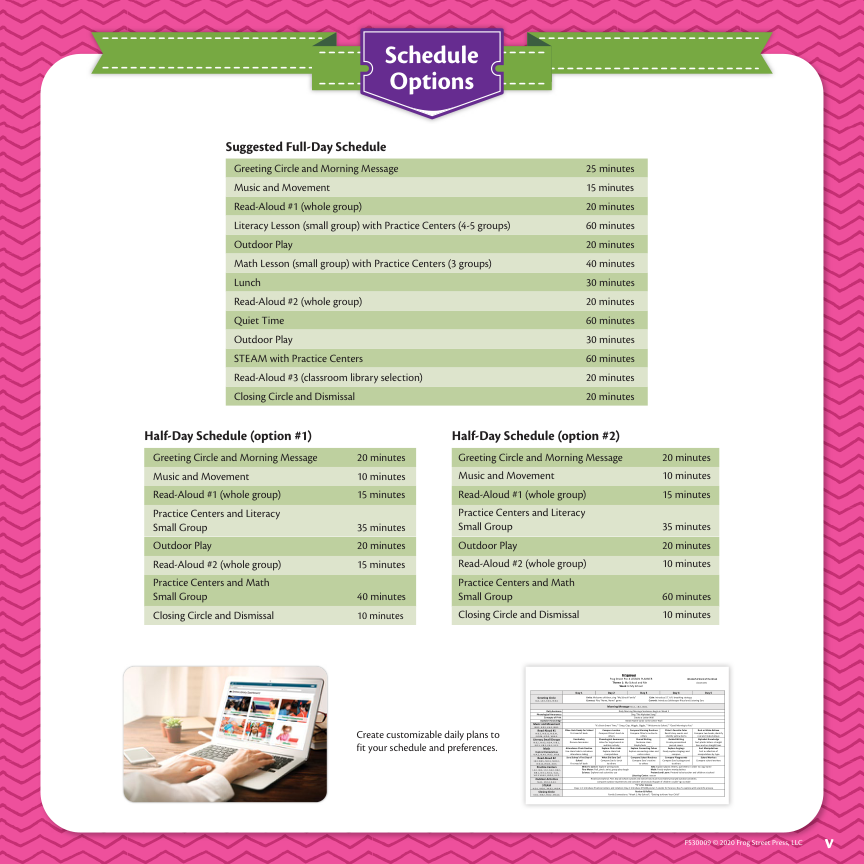 Schedule
Options
Suggested Full-Day Schedule
Greeting Circle and Morning Message 25 minutes
Music and Movement 15 minutes
Read-Aloud #1 (whole group) 20 minutes
Literacy Lesson (small group) with Practice Centers (4-5 groups) 60 minutes
Outdoor Play 20 minutes
Math Lesson (small group) with Practice Centers (3 groups) 40 minutes
Lunch 30 minutes
Read-Aloud #2 (whole group) 20 minutes
Quiet Time 60 minutes
Outdoor Play 30 minutes
STEAM with Practice Centers 60 minutes
Read-Aloud #3 (classroom library selection) 20 minutes
Closing Circle and Dismissal 20 minutes
Half-Day Schedule (option #1)
Greeting Circle and Morning Message 20 minutes
Music and Movement 10 minutes
Read-Aloud #1 (whole group) 15 minutes
Practice Centers and Literacy
Small Group 35 minutes
Outdoor Play 20 minutes
Read-Aloud #2 (whole group) 15 minutes
Practice Centers and Math
Small Group 40 minutes
Closing Circle and Dismissal 10 minutes
Half-Day Schedule (option #2)
Greeting Circle and Morning Message 20 minutes
Music and Movement 10 minutes
Read-Aloud #1 (whole group) 15 minutes
Practice Centers and Literacy
Small Group 35 minutes
Outdoor Play 20 minutes
Read-Aloud #2 (whole group) 10 minutes
Practice Centers and Math
Small Group 60 minutes
Closing Circle and Dismissal 10 minutes
Create customizable daily plans to
fit your schedule and preferences.
FS30009 © 2020 Frog Street Press, LLC
V